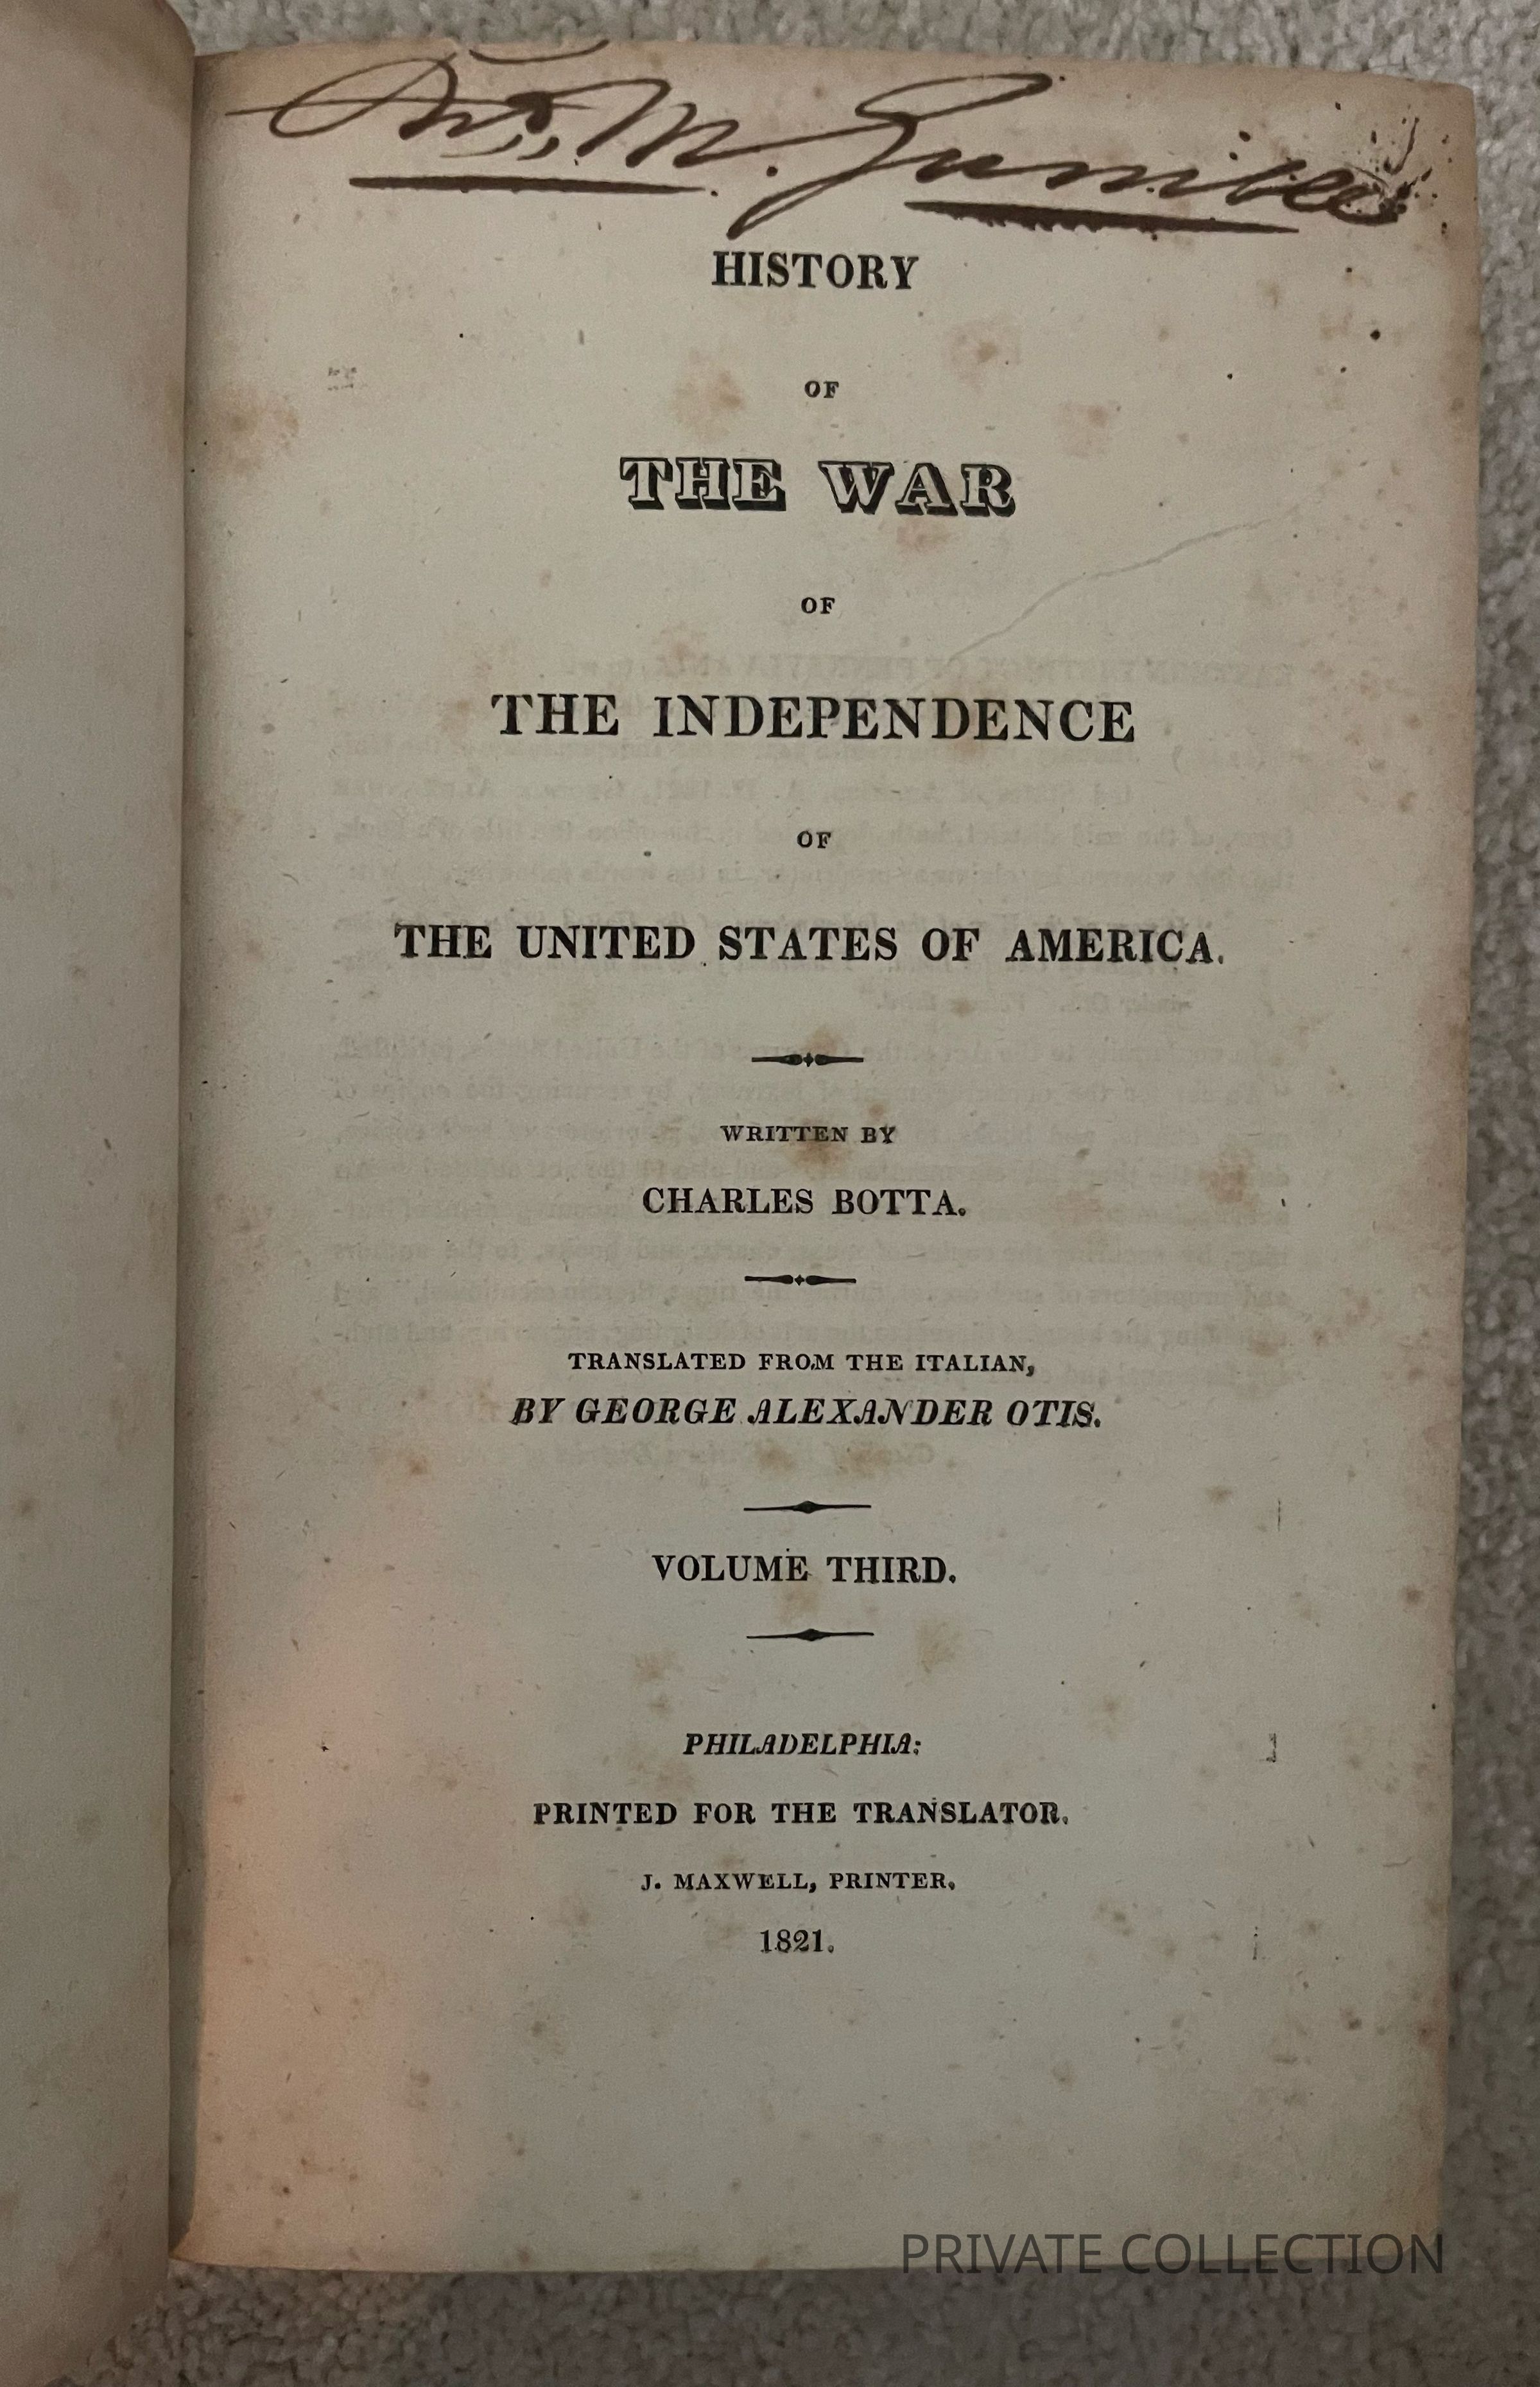 M.
HISTORY
OF
THE WAR
OF
THE INDEPENDENCE
OF
THE UNITED STATES OF AMERICA.
WRITTEN BY
CHARLES BOTTA.
TRANSLATED FROM THE ITALIAN,
BY GEORGE ALEXANDER OTIS.
VOLUME THIRD.
PHILADELPHIA:
PRINTED FOR THE TRANSLATOR.
J. MAXWELL, PRINTER.
1821.
PRIVATE COLLECTION